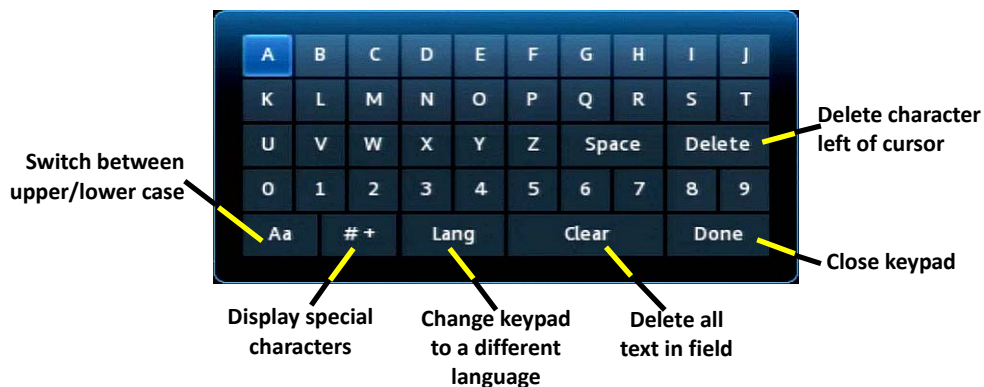 A B C D E F G H I J
K L M N O P Q R S T
U V W X Y Z Space Delete
0 1 2 3 4 5 6 7 8 9
Aa #+ Lang Clear Done
Delete character
left of cursor
Switch between
upper/lower case
Close keypad
Display special
characters
Change keypad
to a different
language
Delete all
text in field